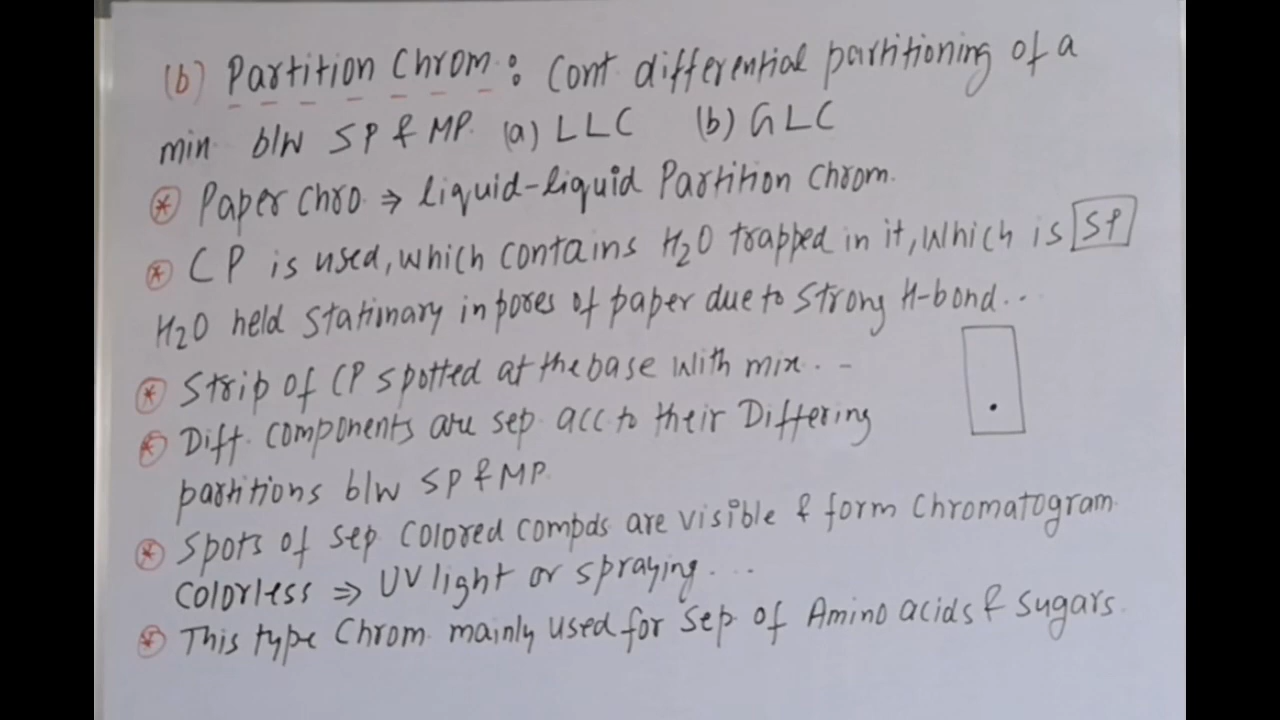 (b) Partition Chrom : Cont differential partitioning of a
min b/w SP & MP. (a) LLC (b) GLC
* Paper Chro. ⇒ liquid-liquid Partition Chrom.
* CP is used, which contains H2O trapped in it, which is SP
H2O held stationary in pores of paper due to strong H-bond...
* Strip of CP spotted at the base with mix. . -
* Diff. components are sep acc to their Differing
partitions b/w SP & MP.
* Spots of sep colored compds are visible & form Chromatogram.
Colorless ⇒ UV light or spraying. ...
* This type Chrom. mainly used for sep of Amino acids & sugars.